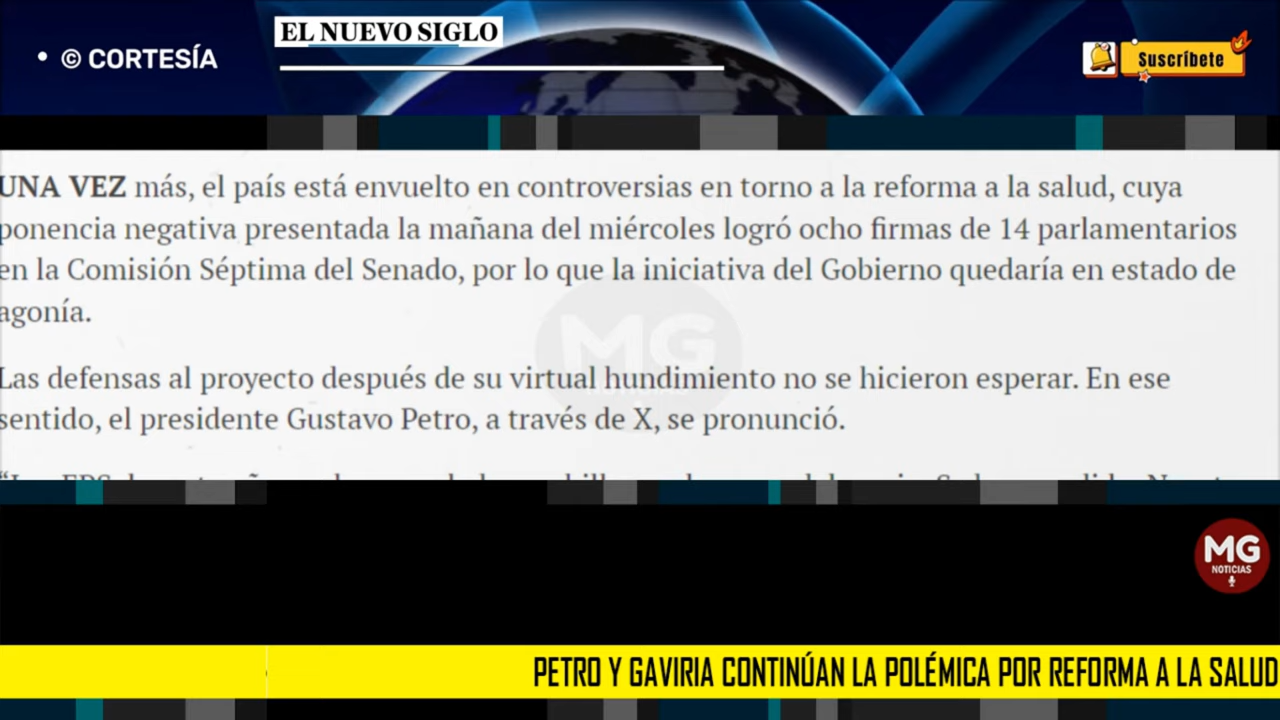 • © CORTESÍA
EL NUEVO SIGLO
Suscríbete
UNA VEZ más, el país está envuelto en controversias en torno a la reforma a la salud, cuya
ponencia negativa presentada la mañana del miércoles logró ocho firmas de 14 parlamentarios
en la Comisión Séptima del Senado, por lo que la iniciativa del Gobierno quedaría en estado de
agonía.
MG
Las defensas al proyecto después de su virtual hundimiento no se hicieron esperar. En ese
sentido, el presidente Gustavo Petro, a través de X, se pronunció.
MG
NOTICIAS
PETRO Y GAVIRIA CONTINÚAN LA POLÉMICA POR REFORMA A LA SALUD